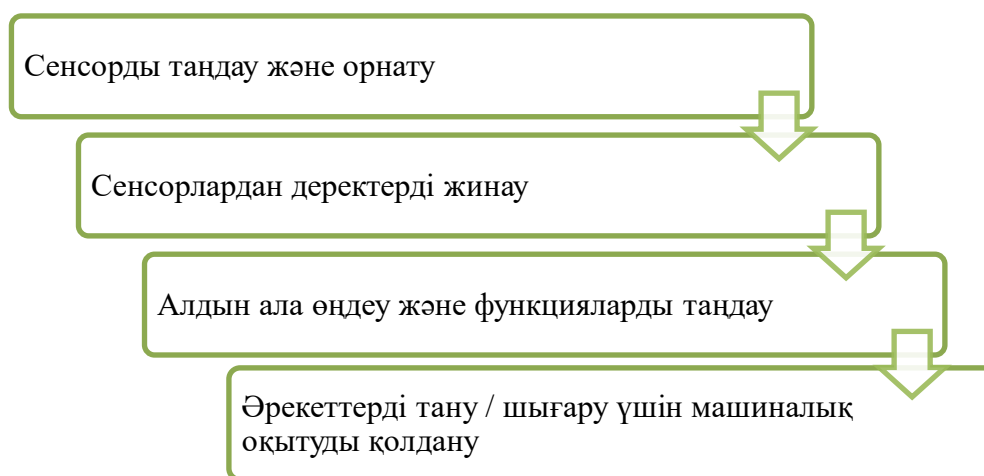 Сенсорды таңдау және орнату
Сенсорлардан деректерді жинау
Алдын ала өңдеу және функцияларды таңдау
Әрекеттерді тану / шығару үшін машиналық
оқытуды қолдану